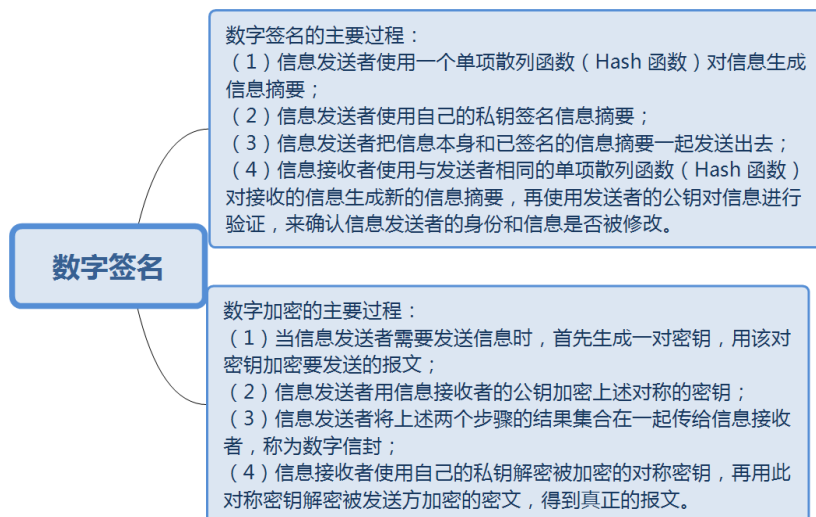 数字签名
数字签名的主要过程：
（1）信息发送者使用一个单项散列函数（Hash 函数）对信息生成
信息摘要；
（2）信息发送者使用自己的私钥签名信息摘要；
（3）信息发送者把信息本身和已签名的信息摘要一起发送出去；
（4）信息接收者使用与发送者相同的单项散列函数（Hash 函数）
对接收的信息生成新的信息摘要，再使用发送者的公钥对信息进行
验证，来确认信息发送者的身份和信息是否被修改。
数字加密的主要过程：
（1）当信息发送者需要发送信息时，首先生成一对密钥，用该对
密钥加密要发送的报文；
（2）信息发送者用信息接收者的公钥加密上述对称的密钥；
（3）信息发送者将上述两个步骤的结果集合在一起传给信息接收
者，称为数字信封；
（4）信息接收者使用自己的私钥解密被加密的对称密钥，再用此
对称密钥解密被发送方加密的密文，得到真正的报文。